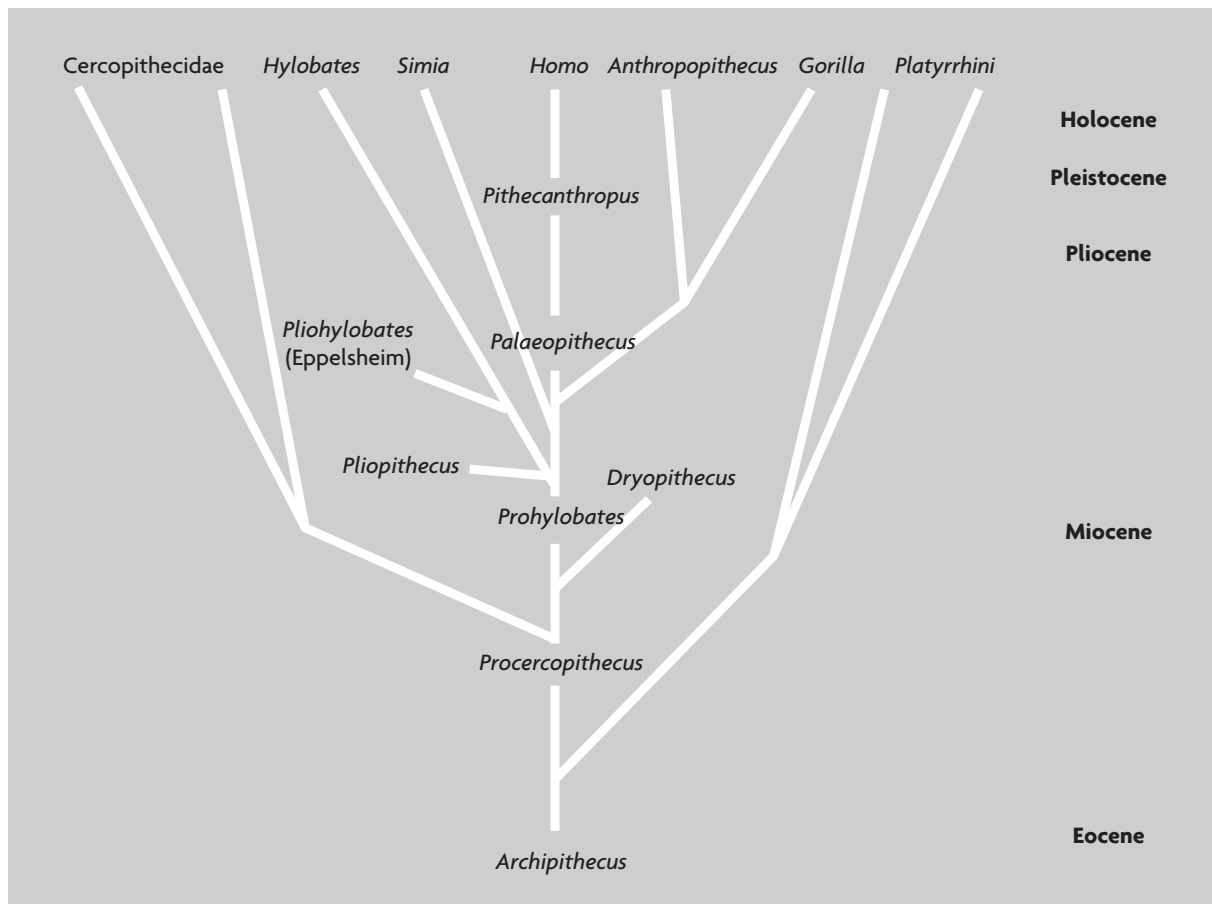 Cercopithecidae Hylobates Simia Homo Anthropopithecus Gorilla Platyrrhini
Holocene
Pleistocene
Pithecanthropus
Pliocene
Pliohylobates
(Eppelsheim)
Palaeopithecus
Pliopithecus
Dryopithecus
Prohylobates
Miocene
Procercopithecus
Eocene
Archipithecus